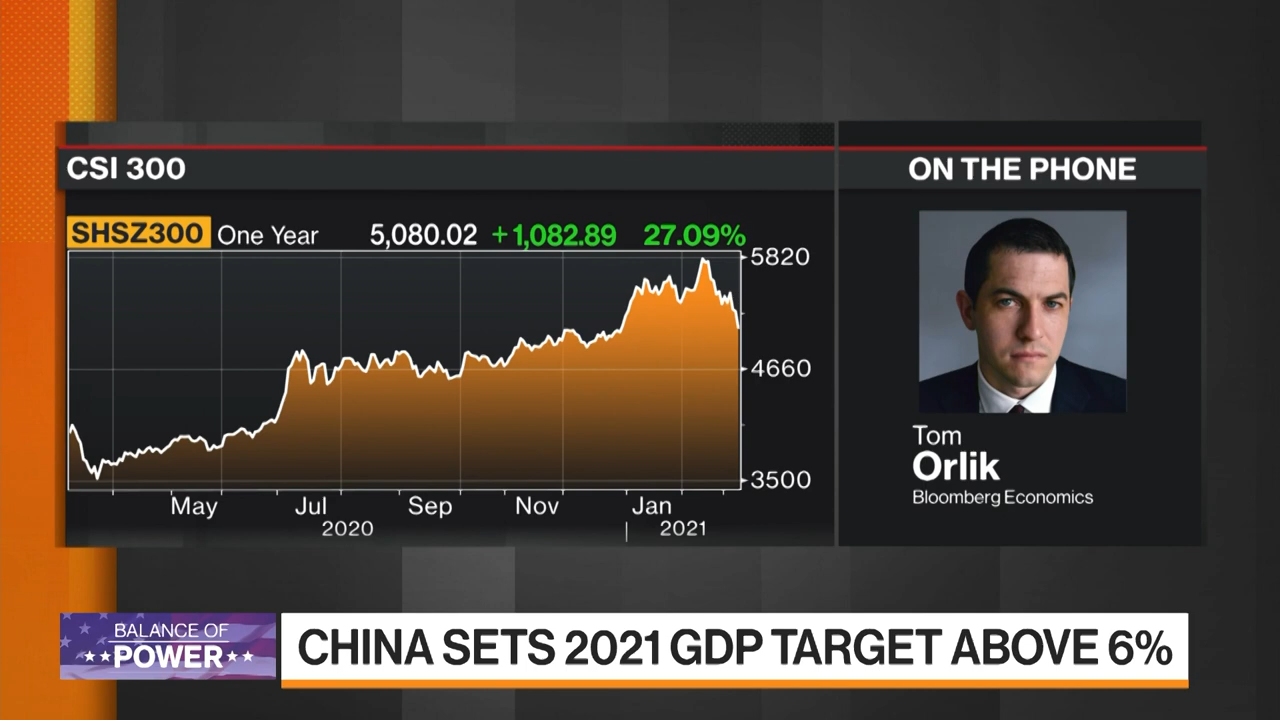 CSI 300
SHSZ300 One Year 5,080.02 +1,082.89 27.09%
5820
4660
3500
May Jul Sep Nov Jan
2020 2021
ON THE PHONE
Tom
Orlik
Bloomberg Economics
BALANCE OF
POWER
CHINA SETS 2021 GDP TARGET ABOVE 6%